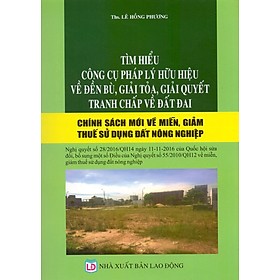 Ths. LÊ HỒNG PHƯƠNG
TÌM HIỂU
CÔNG CỤ PHÁP LÝ HỮU HIỆU
VỀ ĐỀN BÙ, GIẢI TỎA, GIẢI QUYẾT
TRANH CHẤP VỀ ĐẤT ĐAI
CHÍNH SÁCH MỚI VỀ MIỄN, GIẢM
THUẾ SỬ DỤNG ĐẤT NÔNG NGHIỆP
Nghị quyết số 28/2016/QH14 ngày 11-11-2016 của Quốc hội sửa
đổi, bổ sung một số Điều của Nghị quyết số 55/2010/QH12 về miễn,
giảm thuế sử dụng đất nông nghiệp
LĐ NHÀ XUẤT BẢN LAO ĐỘNG